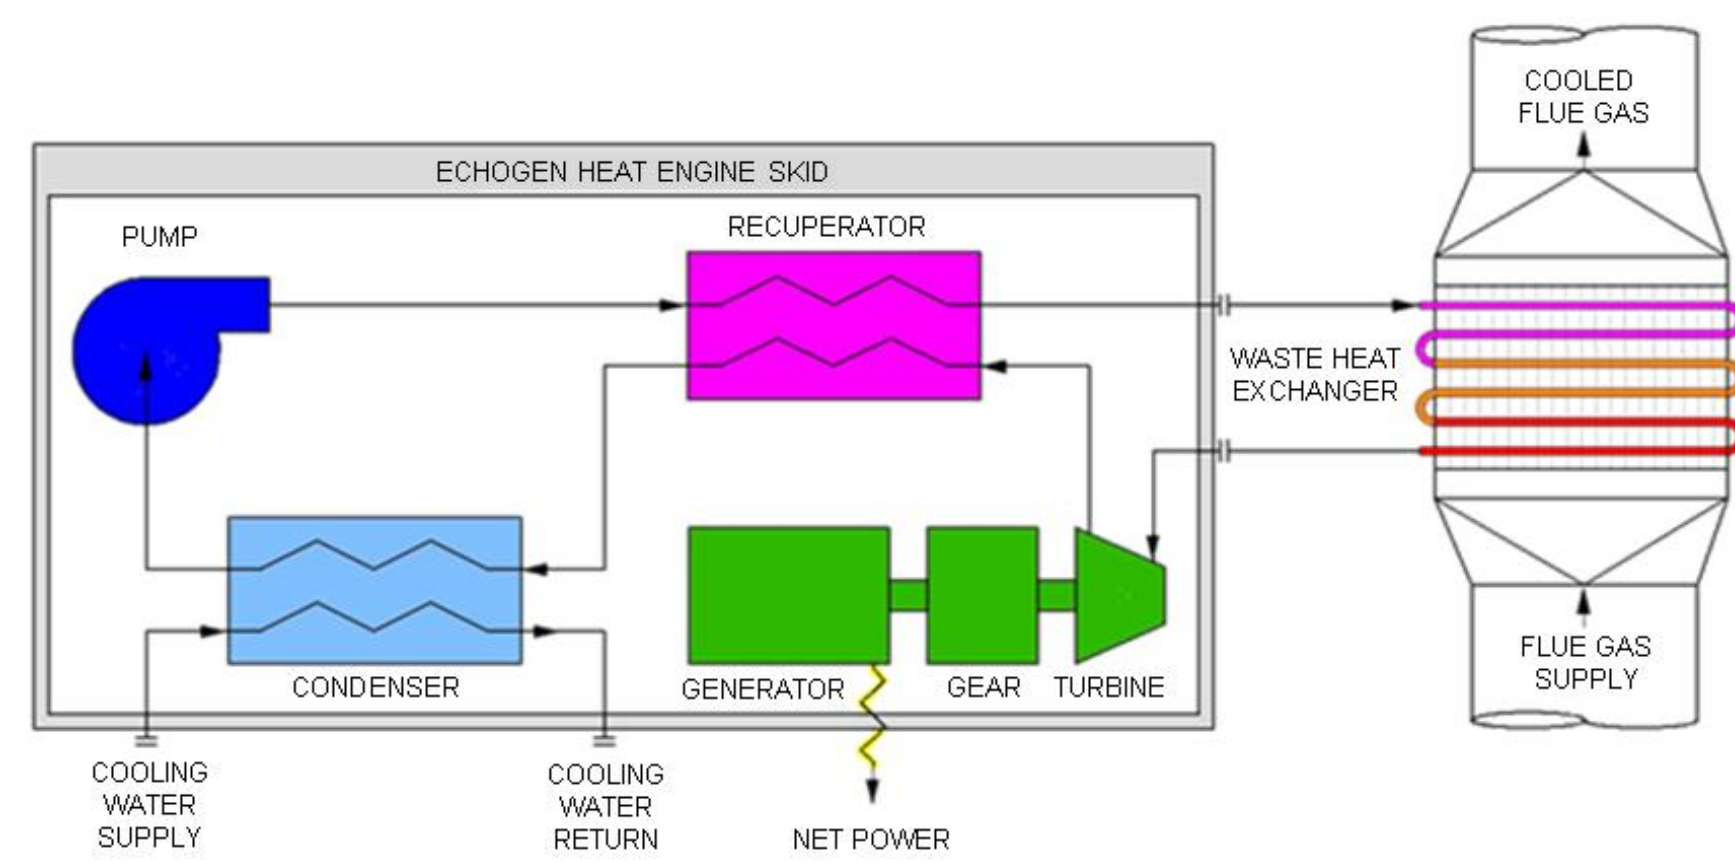 COOLED
FLUE GAS
ECHOGEN HEAT ENGINE SKID
PUMP
RECUPERATOR
WASTE HEAT
EXCHANGER
FLUE GAS
SUPPLY
CONDENSER
GENERATOR
GEAR
TURBINE
COOLING
WATER
SUPPLY
COOLING
WATER
RETURN
NET POWER